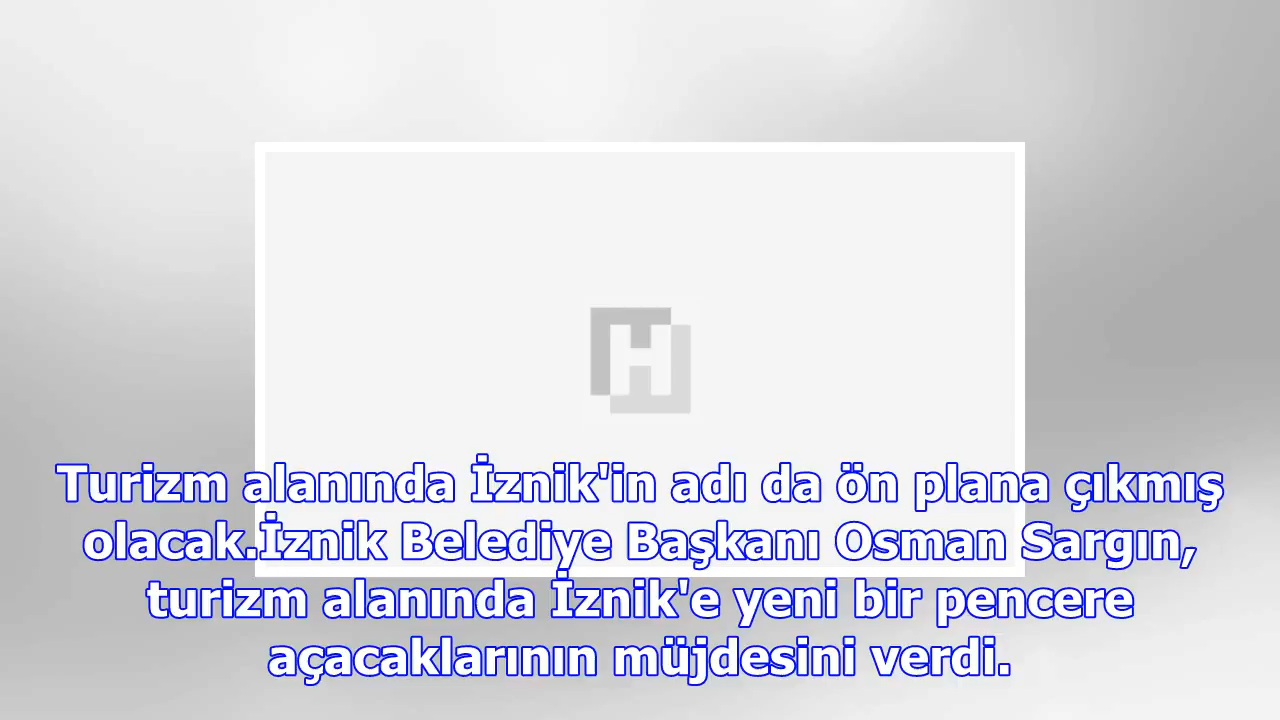 H
Turizm alanında İznik'in adı da ön plana çıkmış
olacak.İznik Belediye Başkanı Osman Sargın,
turizm alanında İznik'e yeni bir pencere
açacaklarının müjdesini verdi.